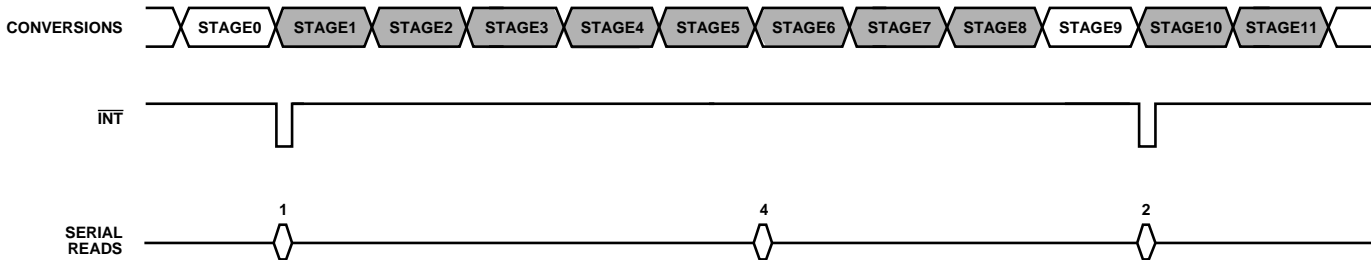 CONVERSIONS STAGE0 STAGE1 STAGE2 STAGE3 STAGE4 STAGE5 STAGE6 STAGE7 STAGE8 STAGE9 STAGE10 STAGE11
INT
1 4 2
SERIAL
READS